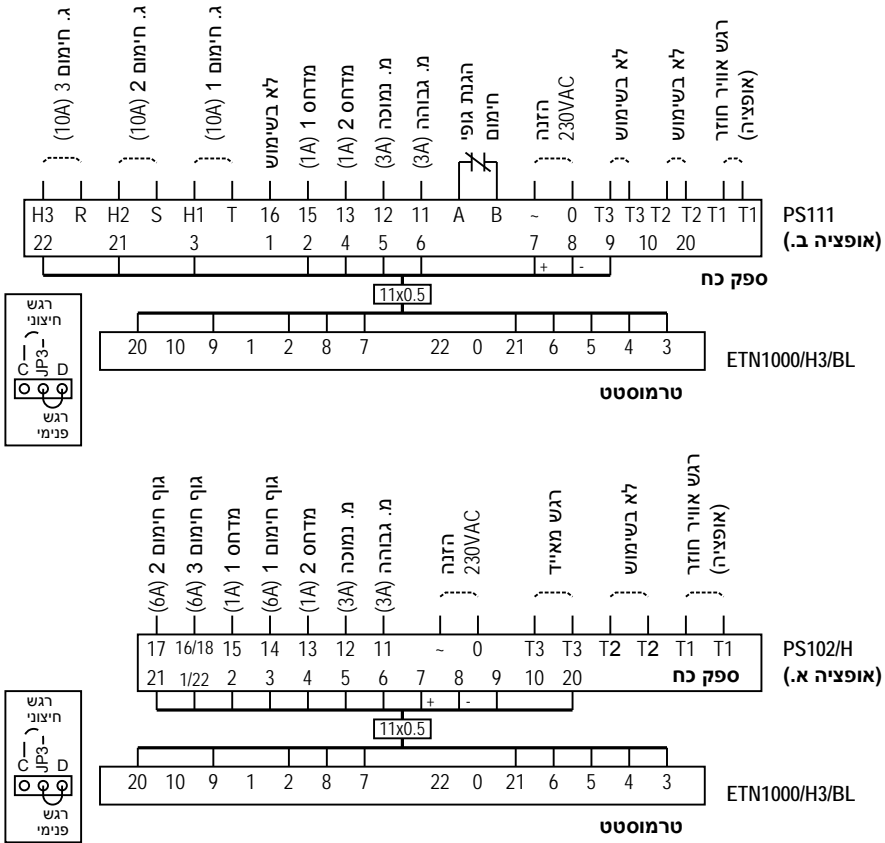 ג. חימום 3 (10A)
ג. חימום 2 (10A)
ג. חימום 1 (10A)
לא בשימוש
מדחס 1 (1A)
מדחס 2 (1A)
מ. נמוכה (3A)
מ. גבוהה (3A)
הגנת גופי
חימום
הזנה
230VAC
לא בשימוש
לא בשימוש
רגש אוויר חוזר
(אופציה)
H3 R H2 S H1 T 16 15 13 12 11 A B ~ 0 T3 T3 T2 T2 T1 T1
PS111
22 21 3 1 2 4 5 6 7 8 9 10 20
(אופציה ב.)
+ -
ספק כח
11x0.5
רגש
חיצוני
C JP3 D
רגש
פנימי
20 10 9 1 2 8 7 22 0 21 6 5 4 3
ETN1000/H3/BL
טרמוסטט
גוף חימום 2 (6A)
גוף חימום 3 (6A)
מדחס 1 (1A)
גוף חימום 1 (6A)
מדחס 2 (1A)
מ. נמוכה (3A)
מ. גבוהה (3A)
הזנה
230VAC
רגש מאייד
לא בשימוש
רגש אוויר חוזר
(אופציה)
17 16/18 15 14 13 12 11 ~ 0 T3 T3 T2 T2 T1 T1
PS102/H
21 1/22 2 3 4 5 6 7 8 9 10 20
ספק כח
(אופציה א.)
+ -
11x0.5
רגש
חיצוני
C JP3 D
רגש
פנימי
20 10 9 1 2 8 7 22 0 21 6 5 4 3
ETN1000/H3/BL
טרמוסטט